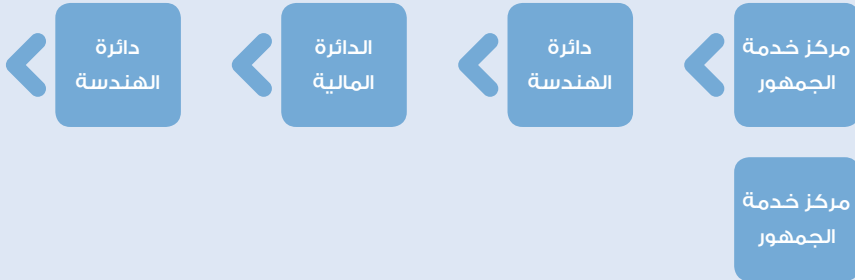 مركز خدمة
الجمهور
دائرة
الهندسة
الدائرة
المالية
دائرة
الهندسة
مركز خدمة
الجمهور